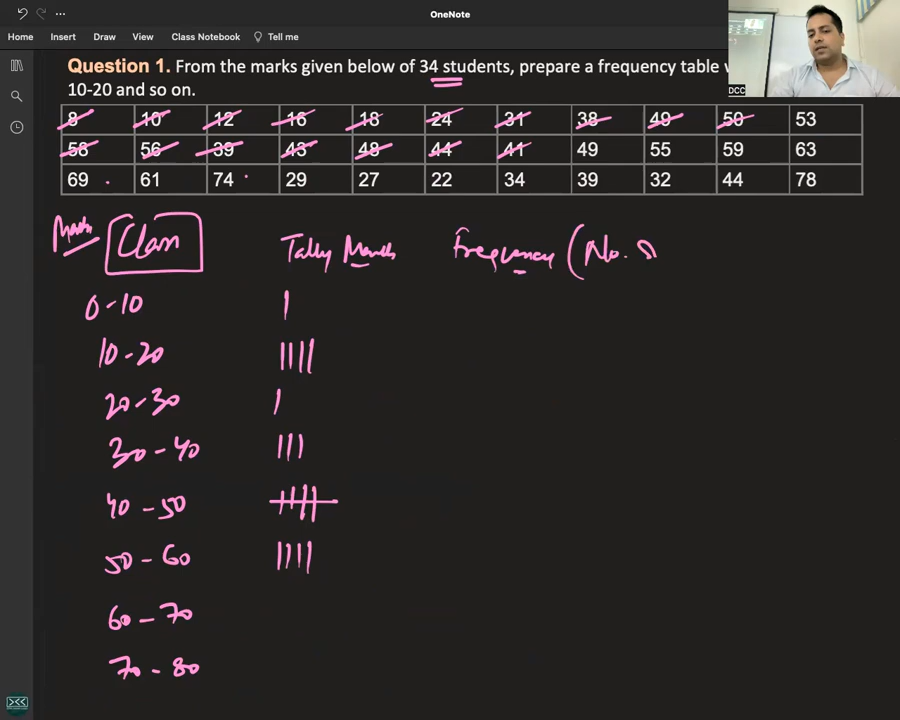 OneNote
Home Insert Draw View Class Notebook Tell me
Question 1. From the marks given below of 34 students, prepare a frequency table
10-20 and so on.
8 10 12 16 18 24 31 38 49 50 53
58 56 39 43 48 44 41 49 55 59 63
69 61 74 29 27 22 34 39 32 44 78
DCC
Marks Class Tally Marks Frequency (No. S
0-10
10-20
20-30
30-40
40-50
50-60
60-70
70-80